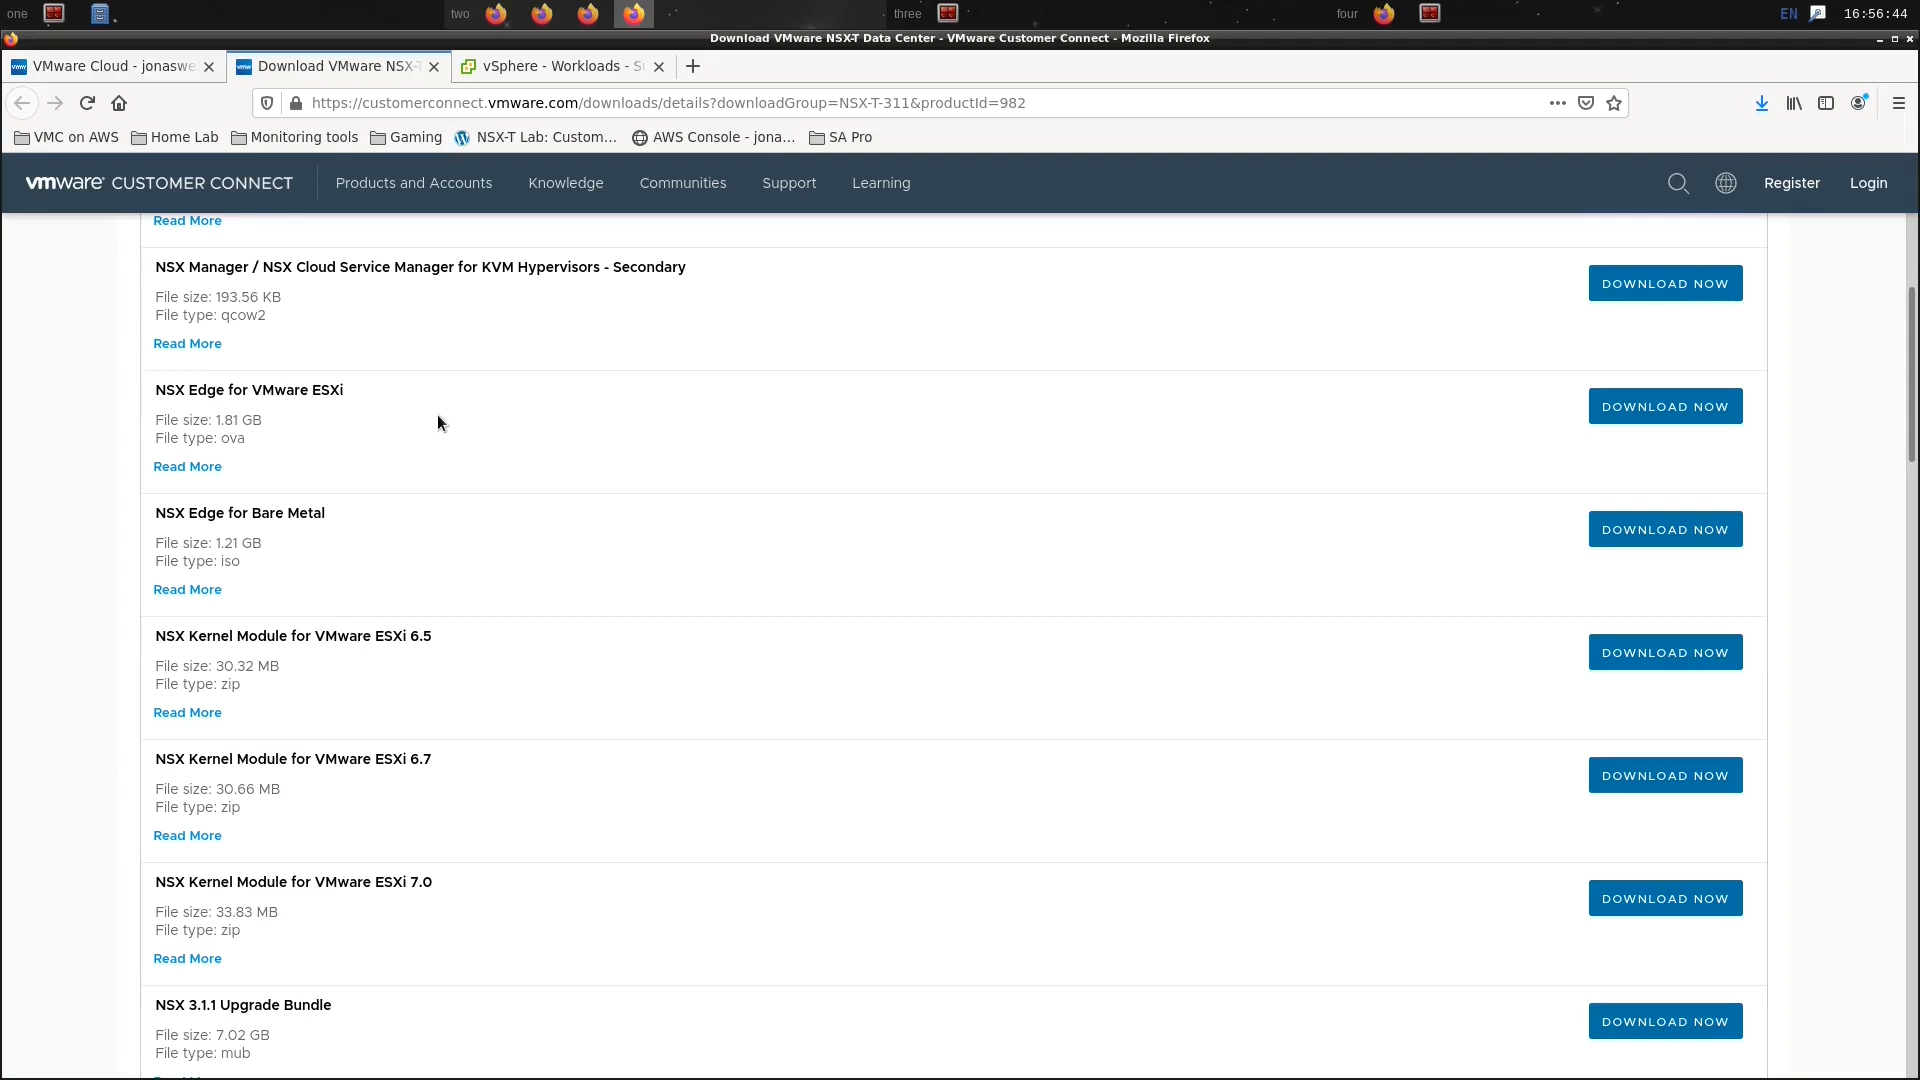 one
two
three
four
EN
16:56:44
Download VMware NSX-T Data Center - VMware Customer Connect - Mozilla Firefox
VMware Cloud - jonaswe
Download VMware NSX-T
vSphere - Workloads - S
https://customerconnect.vmware.com/downloads/details?downloadGroup=NSX-T-311&productId=982
VMC on AWS
Home Lab
Monitoring tools
Gaming
NSX-T Lab: Custom...
AWS Console - jona...
SA Pro
vmware® CUSTOMER CONNECT
Products and Accounts
Knowledge
Communities
Support
Learning
Register
Login
Read More
NSX Manager / NSX Cloud Service Manager for KVM Hypervisors - Secondary
File size: 193.56 KB
File type: qcow2
Read More
DOWNLOAD NOW
NSX Edge for VMware ESXi
File size: 1.81 GB
File type: ova
Read More
DOWNLOAD NOW
NSX Edge for Bare Metal
File size: 1.21 GB
File type: iso
Read More
DOWNLOAD NOW
NSX Kernel Module for VMware ESXi 6.5
File size: 30.32 MB
File type: zip
Read More
DOWNLOAD NOW
NSX Kernel Module for VMware ESXi 6.7
File size: 30.66 MB
File type: zip
Read More
DOWNLOAD NOW
NSX Kernel Module for VMware ESXi 7.0
File size: 33.83 MB
File type: zip
Read More
DOWNLOAD NOW
NSX 3.1.1 Upgrade Bundle
File size: 7.02 GB
File type: mub
DOWNLOAD NOW